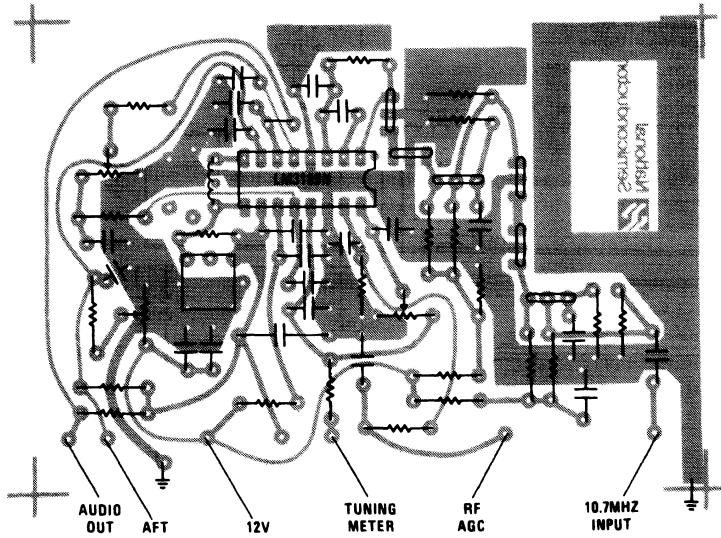 National
Semiconductor
LM3189N
AUDIO
OUT
AFT
12V
TUNING
METER
RF
AGC
10.7MHZ
INPUT